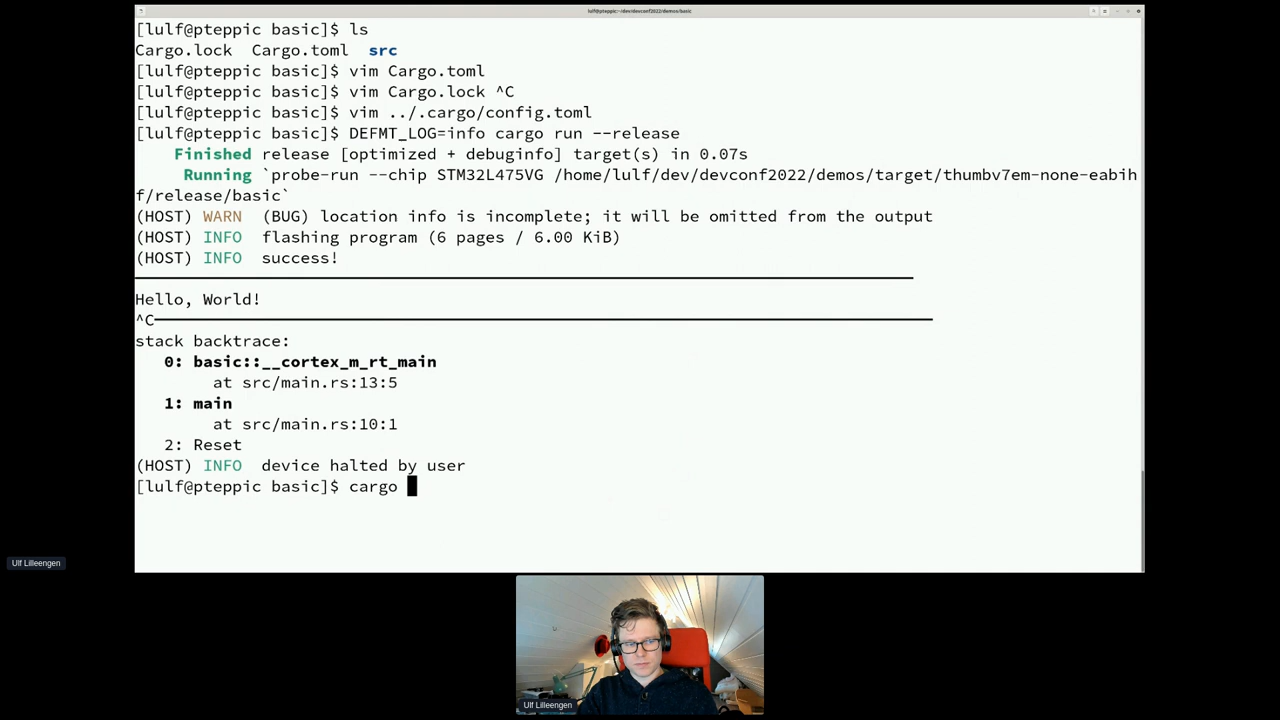 lulf@pteppic:~/dev/devconf2022/demos/basic
[lulf@pteppic basic]$ ls
Cargo.lock  Cargo.toml  src
[lulf@pteppic basic]$ vim Cargo.toml
[lulf@pteppic basic]$ vim Cargo.lock ^C
[lulf@pteppic basic]$ vim ../.cargo/config.toml
[lulf@pteppic basic]$ DEFMT_LOG=info cargo run --release
Finished release [optimized + debuginfo] target(s) in 0.07s
Running `probe-run --chip STM32L475VG /home/lulf/dev/devconf2022/demos/target/thumbv7em-none-eabih
f/release/basic`
(HOST) WARN  (BUG) location info is incomplete; it will be omitted from the output
(HOST) INFO  flashing program (6 pages / 6.00 KiB)
(HOST) INFO  success!
Hello, World!
^C
stack backtrace:
0: basic::__cortex_m_rt_main
at src/main.rs:13:5
1: main
at src/main.rs:10:1
2: Reset
(HOST) INFO  device halted by user
[lulf@pteppic basic]$ cargo
Ulf Lilleengen
Ulf Lilleengen